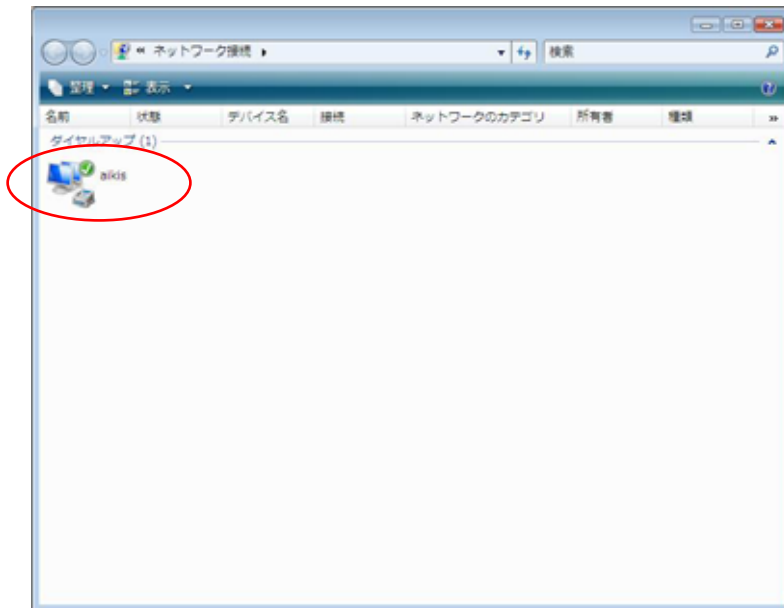 « ネットワーク接続
検索
整理 表示
名前 状態 デバイス名 接続 ネットワークのカテゴリ 所有者 種類 »
ダイヤルアップ (1)
aikis